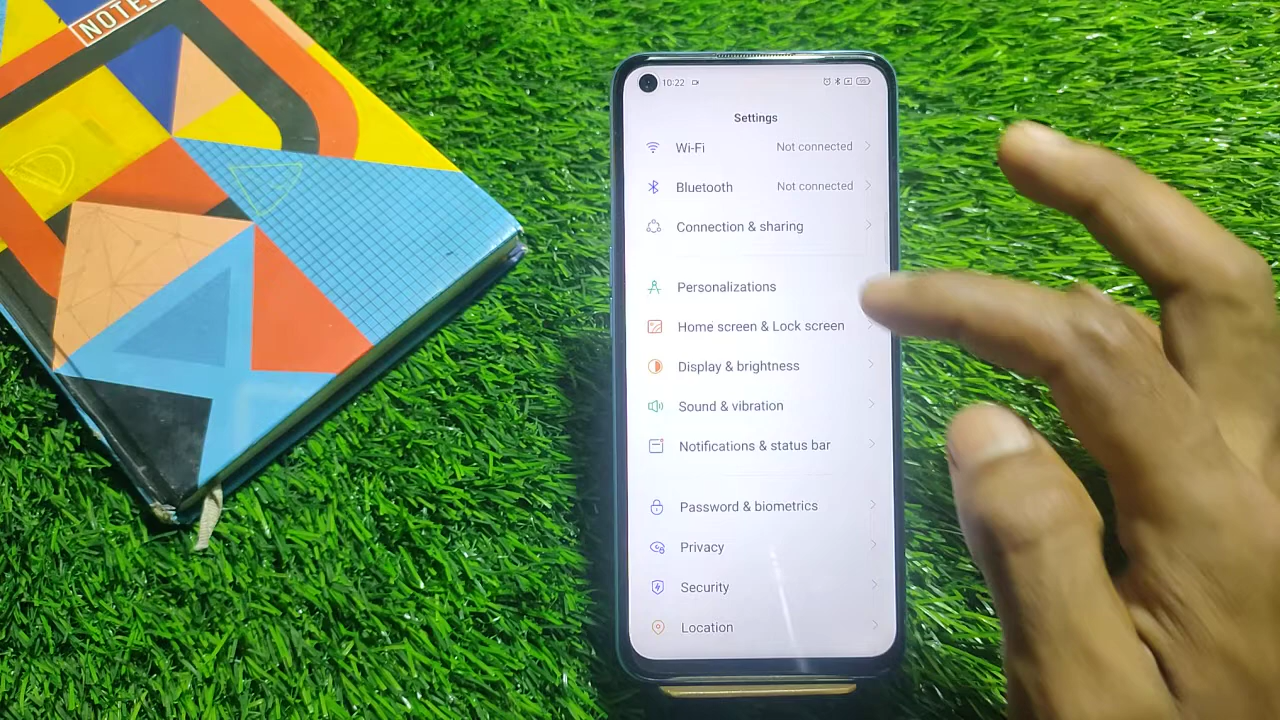 10:22
Settings
Wi-Fi Not connected
Bluetooth Not connected
Connection & sharing
Personalizations
Home screen & Lock screen
Display & brightness
Sound & vibration
Notifications & status bar
Password & biometrics
Privacy
Security
Location